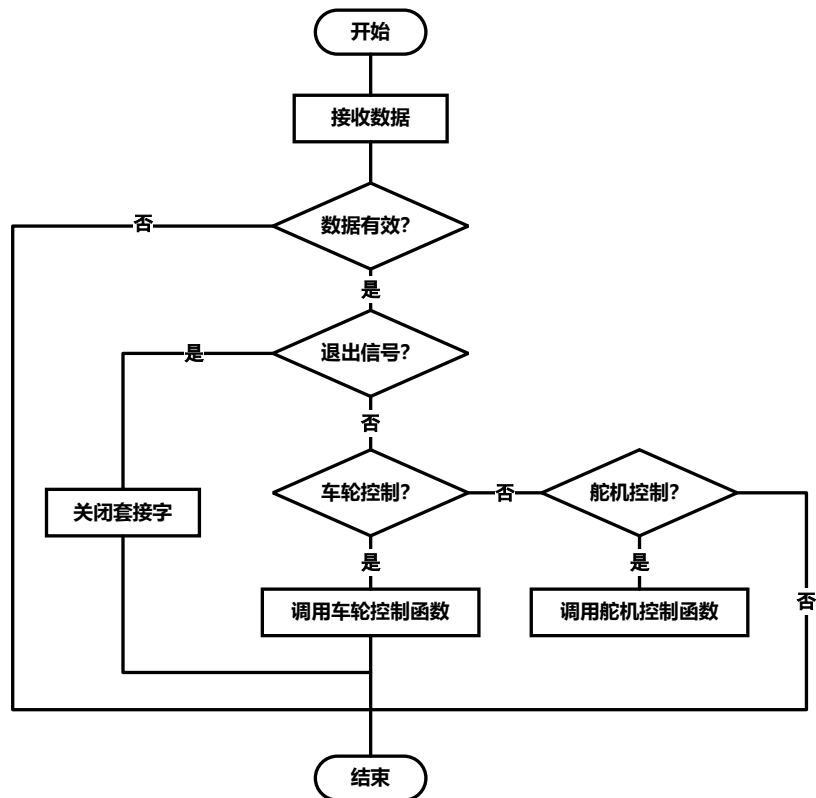 开始
接收数据
数据有效?
否
是
退出信号?
是
否
车轮控制?
否
舵机控制?
关闭套接字
是
是
否
调用车轮控制函数
调用舵机控制函数
结束